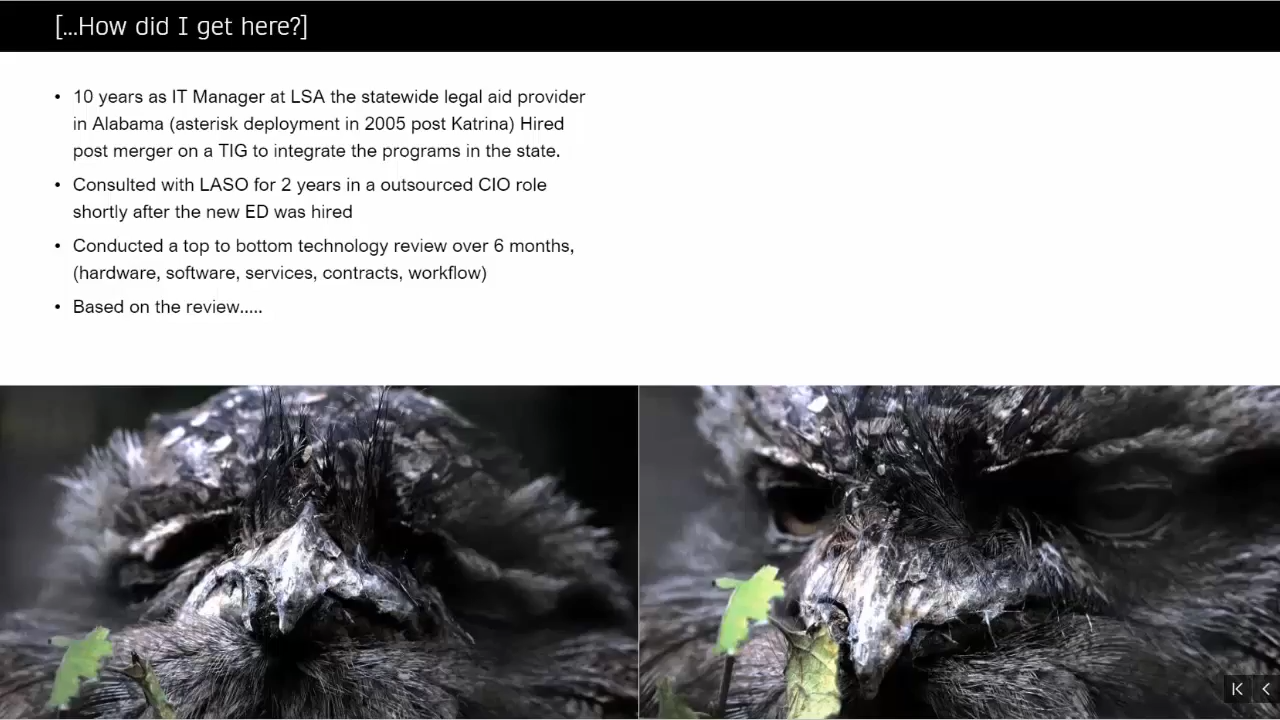 [...How did I get here?]
• 10 years as IT Manager at LSA the statewide legal aid provider
in Alabama (asterisk deployment in 2005 post Katrina) Hired
post merger on a TIG to integrate the programs in the state.
• Consulted with LASO for 2 years in a outsourced CIO role
shortly after the new ED was hired
• Conducted a top to bottom technology review over 6 months,
(hardware, software, services, contracts, workflow)
• Based on the review.....